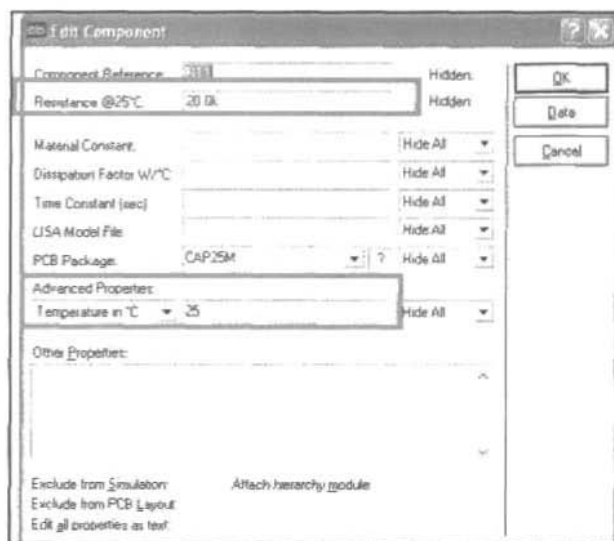 Edit Component
Component Reference: Hidden:
Resistance @25°C: 20.0k Hidden:
OK
Data
Cancel
Material Constant: Hide All
Dissipation Factor W/°C: Hide All
Time Constant (sec) Hide All
LISA Model File: Hide All
PCB Package: CAP25M ? Hide All
Advanced Properties:
Temperature in °C 25 Hide All
Other Properties:
Exclude from Simulation: Attach hierarchy module:
Exclude from PCB Layout:
Edit all properties as text: